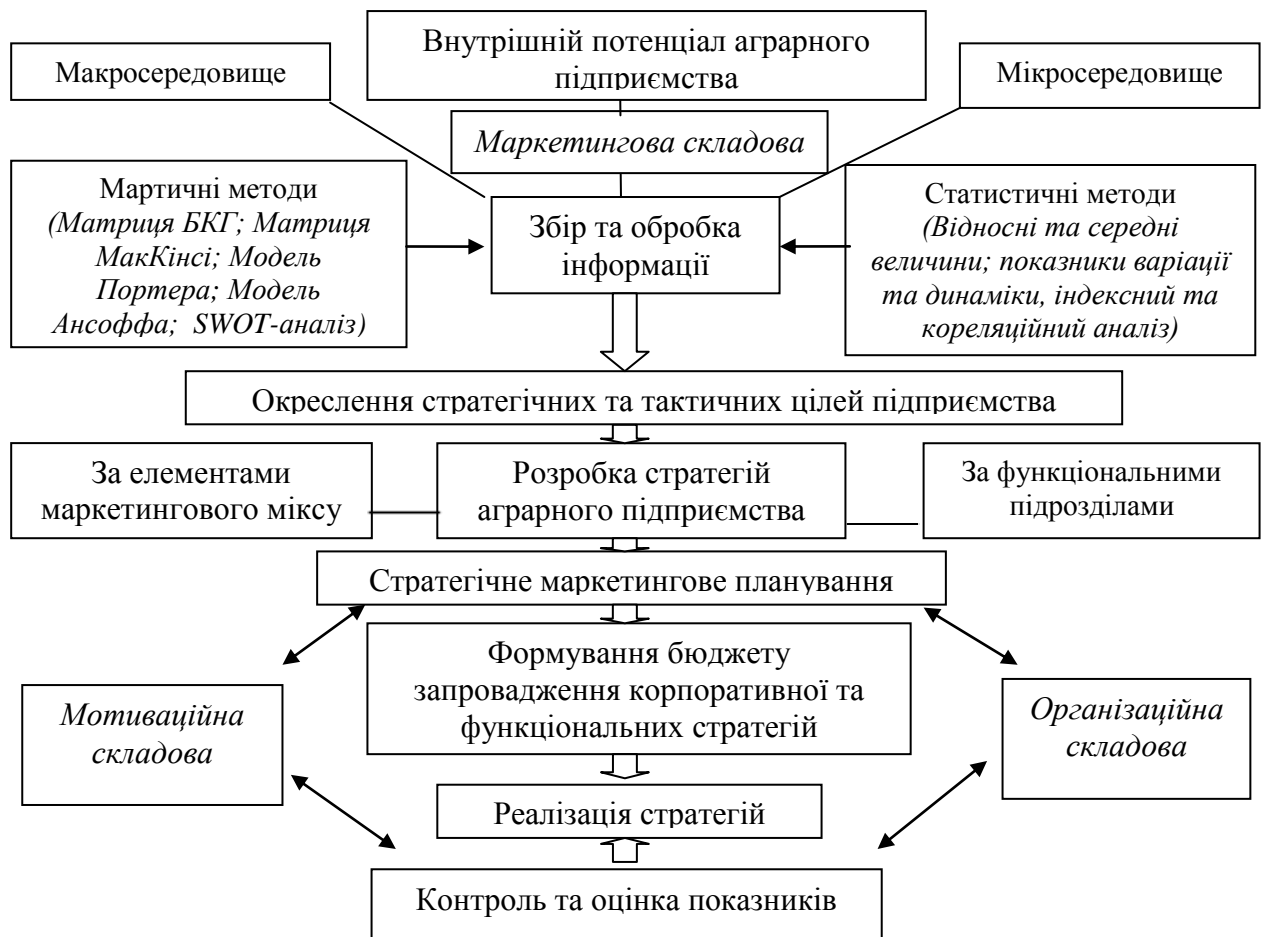 Внутрішній потенціал аграрного
підприємства
Макросередовище
Мікросередовище
Маркетингова складова
Мартичні методи
(Матриця БКГ; Матриця
МакКінсі; Модель
Портера; Модель
Ансоффа; SWOT-аналіз)
Збір та обробка
інформації
Статистичні методи
(Відносні та середні
величини; показники варіації
та динаміки, індексний та
кореляційний аналіз)
Окреслення стратегічних та тактичних цілей підприємства
За елементами
маркетингового міксу
Розробка стратегій
аграрного підприємства
За функціональними
підрозділами
Стратегічне маркетингове планування
Формування бюджету
запровадження корпоративної та
функціональних стратегій
Мотиваційна
складова
Організаційна
складова
Реалізація стратегій
Контроль та оцінка показників